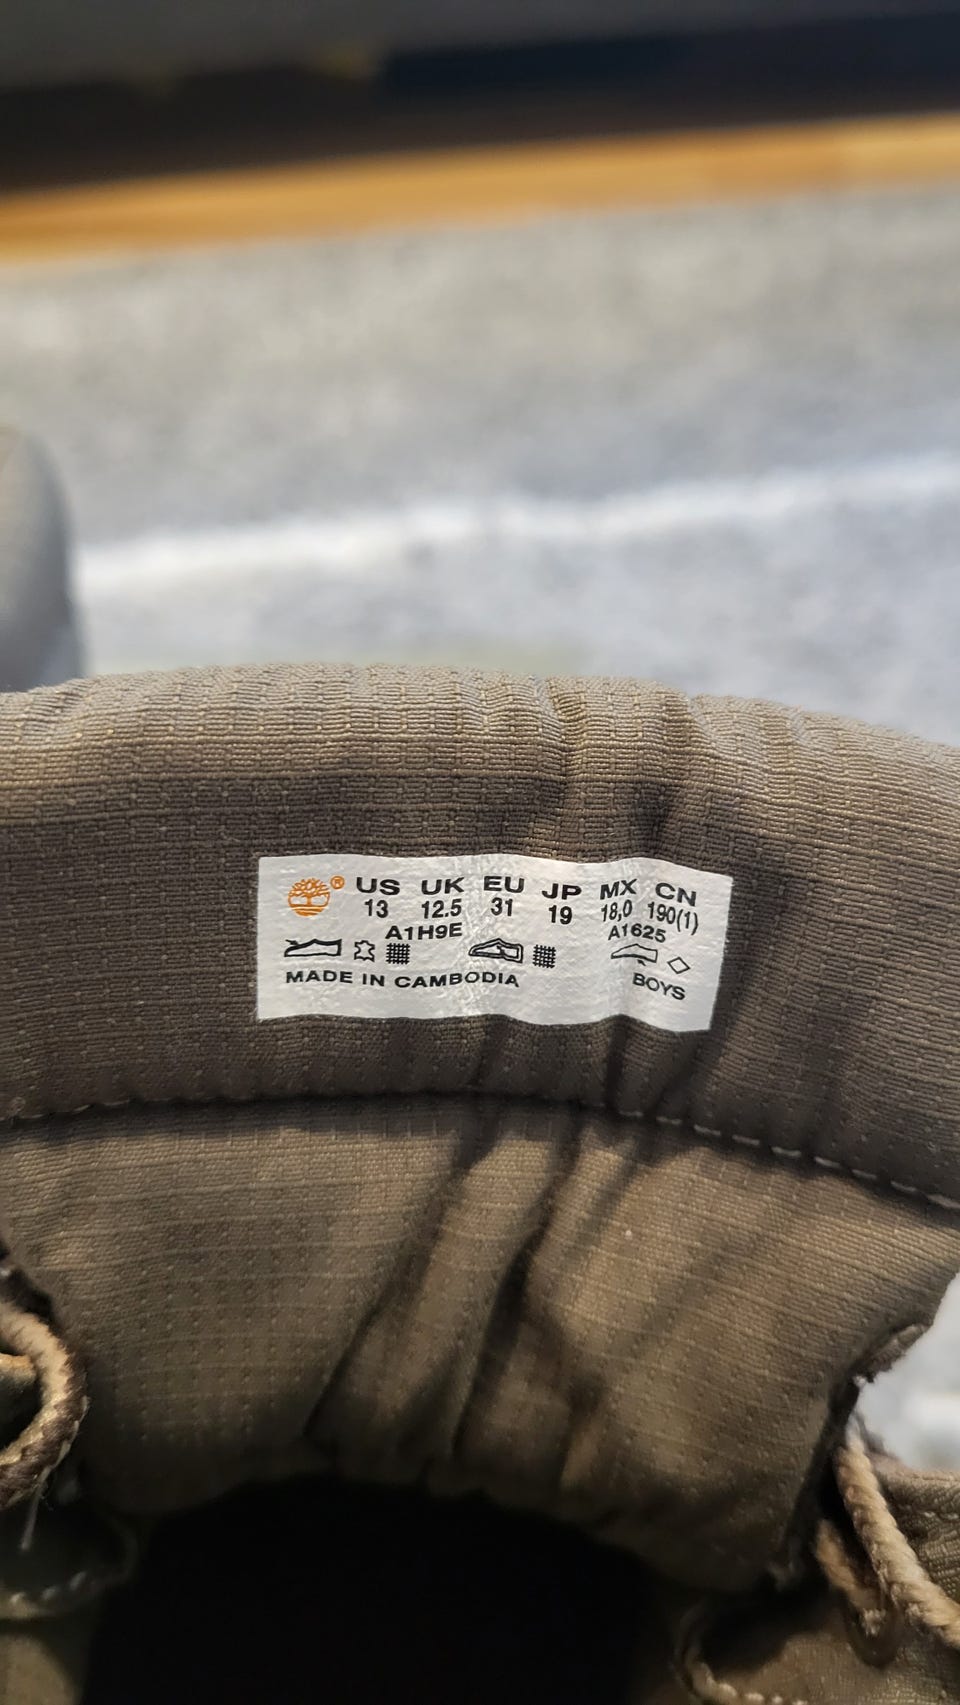 ® US UK EU JP MX CN
13 12.5 31 19 18,0 190(1)
A1H9E A1625
MADE IN CAMBODIA BOYS